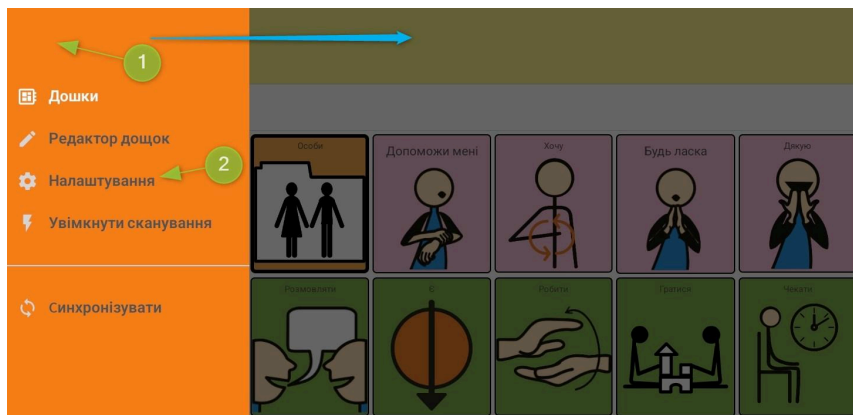 1
Дошки
Редактор дощок
2
Налаштування
Увімкнути сканування
Синхронізувати
Особи
Допоможи мені
Хочу
Будь ласка
Дякую
Розмовляти
Є
Робити
Гратися
Чекати